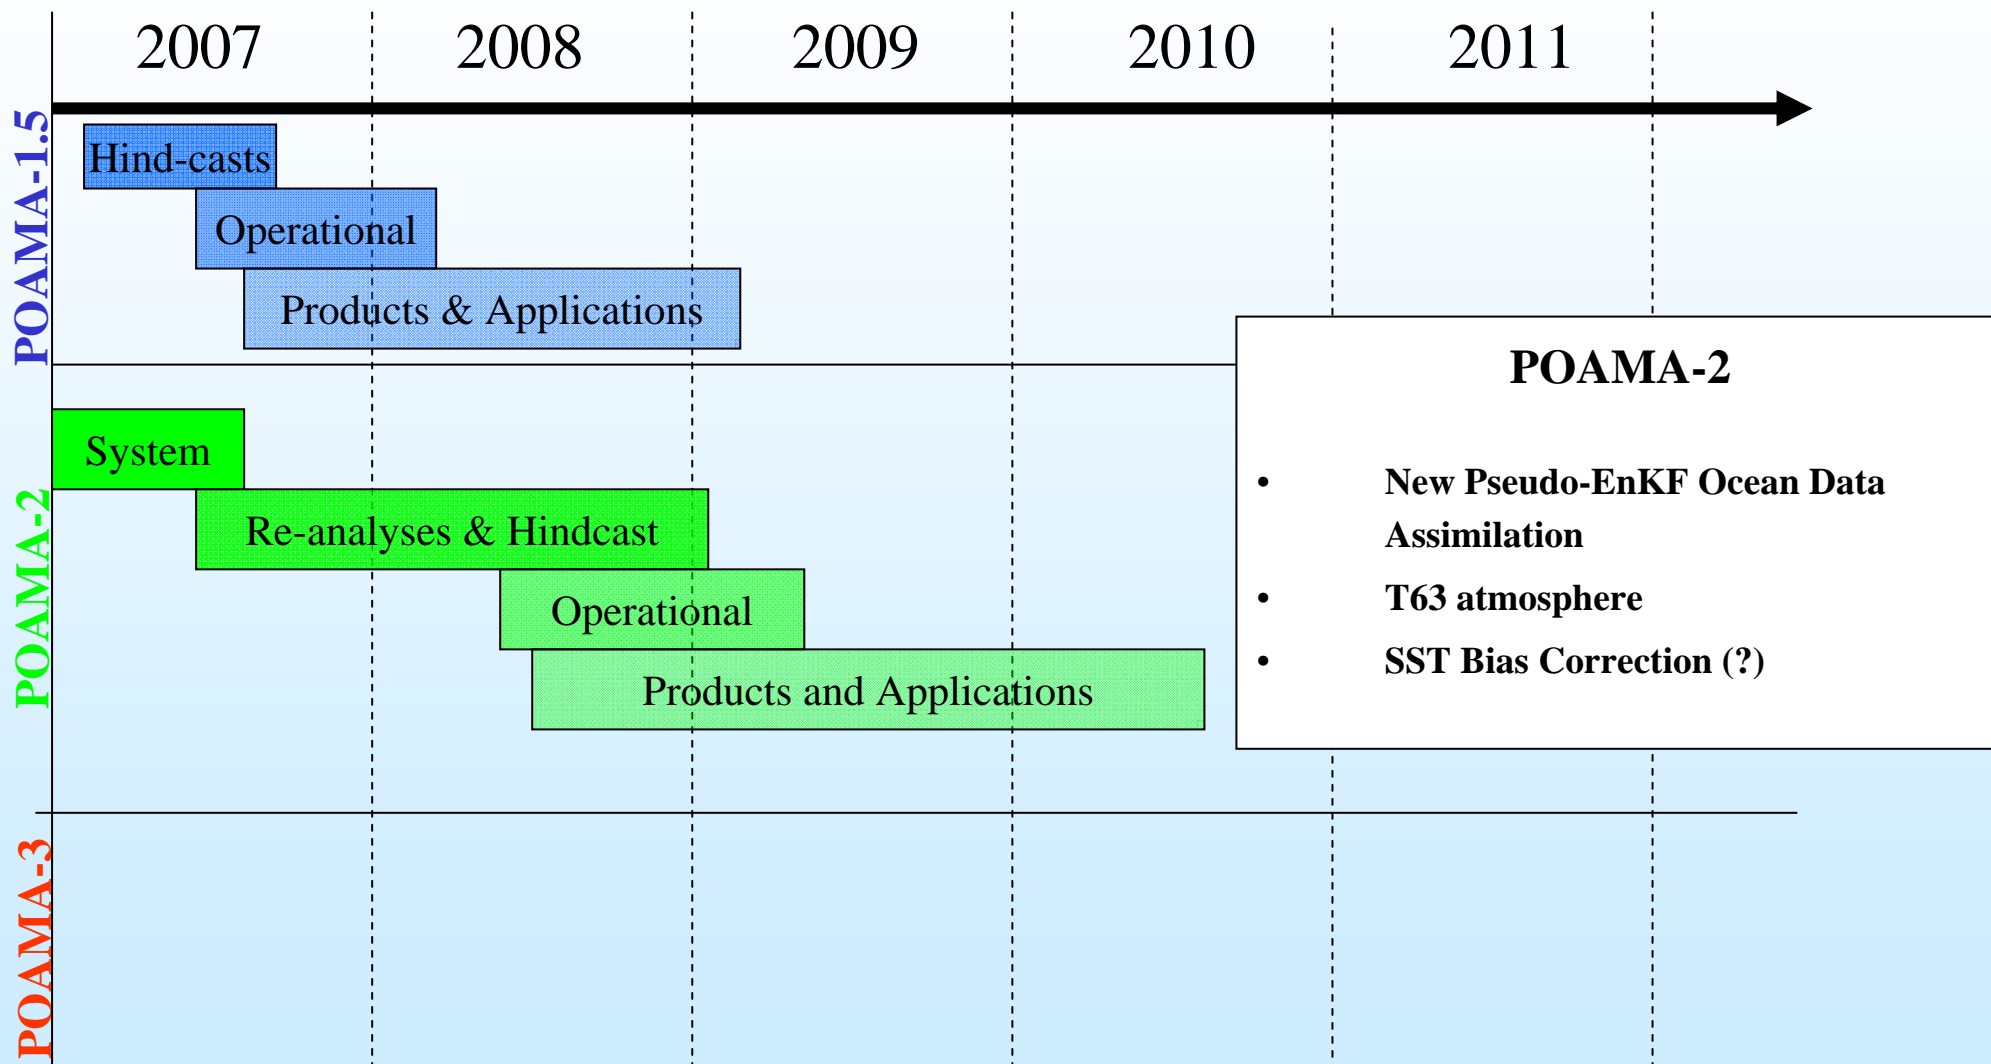 2007 2008 2009 2010 2011
POAMA-1.5
Hind-casts
Operational
Products & Applications
POAMA-2
System
Re-analyses & Hindcast
Operational
Products and Applications
POAMA-2
• New Pseudo-EnKF Ocean Data
Assimilation
• T63 atmosphere
• SST Bias Correction (?)
POAMA-3